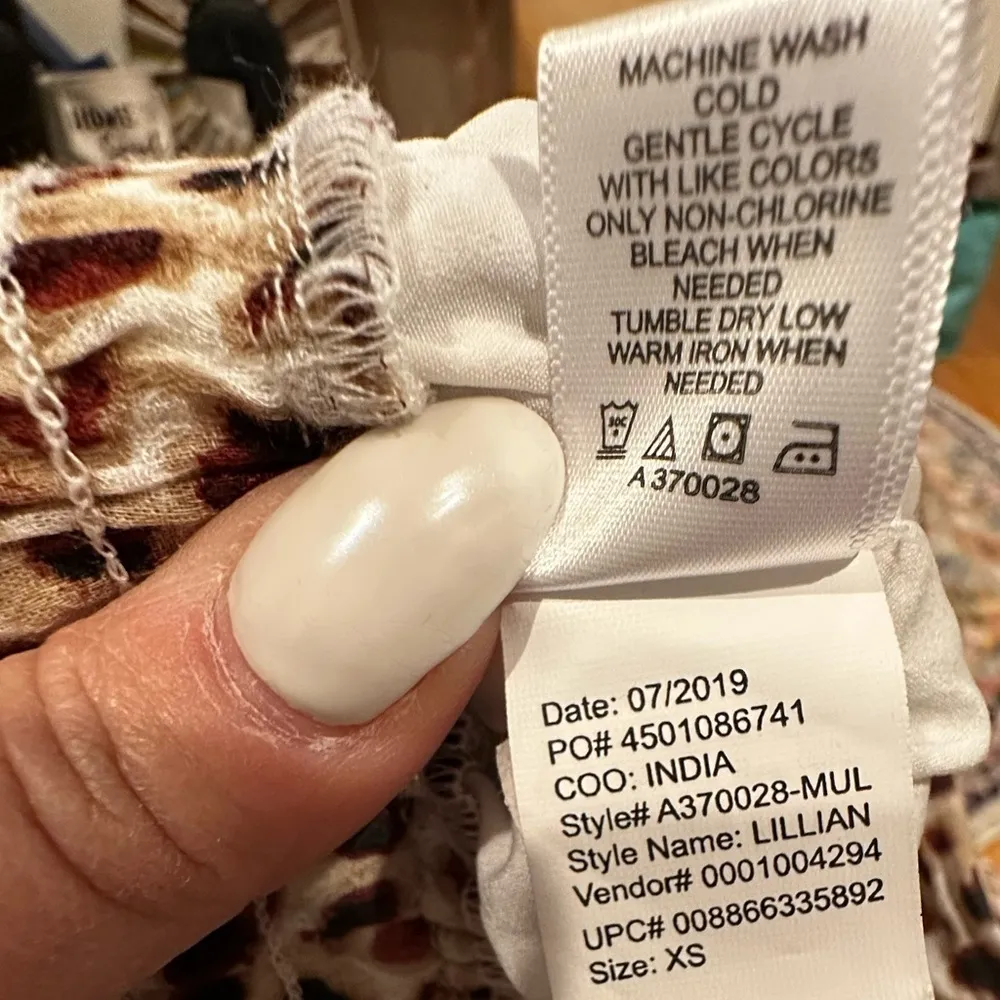 MACHINE WASH
COLD
GENTLE CYCLE
WITH LIKE COLORS
ONLY NON-CHLORINE
BLEACH WHEN
NEEDED
TUMBLE DRY LOW
WARM IRON WHEN
NEEDED
A370028
Date: 07/2019
PO# 4501086741
COO: INDIA
Style# A370028-MUL
Style Name: LILLIAN
Vendor# 0001004294
UPC# 008866335892
Size: XS